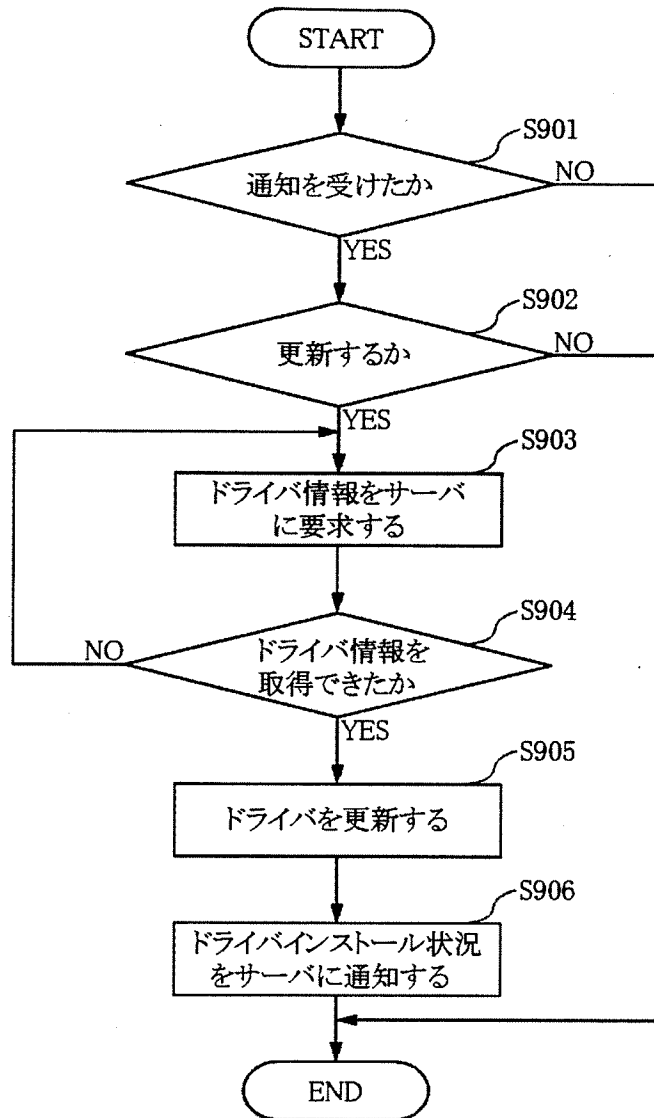 START
S901
通知を受けたか
NO
YES
S902
更新するか
NO
YES
S903
ドライバ情報をサーバ
に要求する
S904
ドライバ情報を
取得できたか
NO
YES
S905
ドライバを更新する
S906
ドライバインストール状況
をサーバに通知する
END